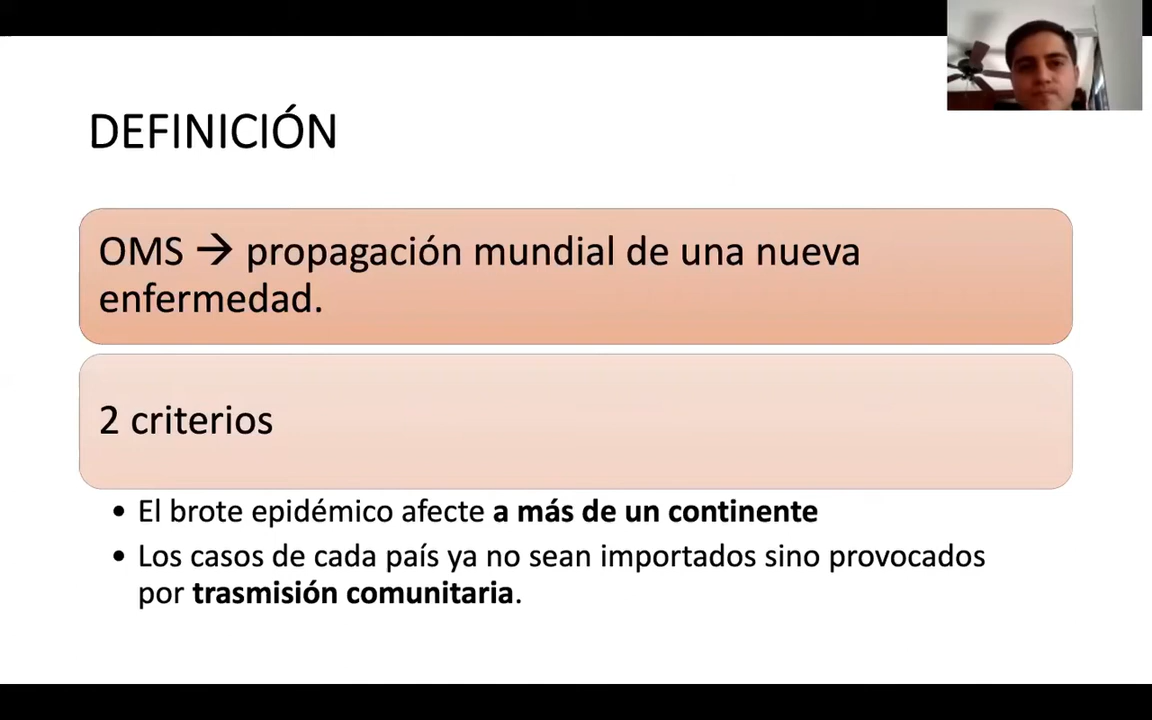 DEFINICIÓN
OMS → propagación mundial de una nueva
enfermedad.
2 criterios
• El brote epidémico afecte a más de un continente
• Los casos de cada país ya no sean importados sino provocados
por trasmisión comunitaria.